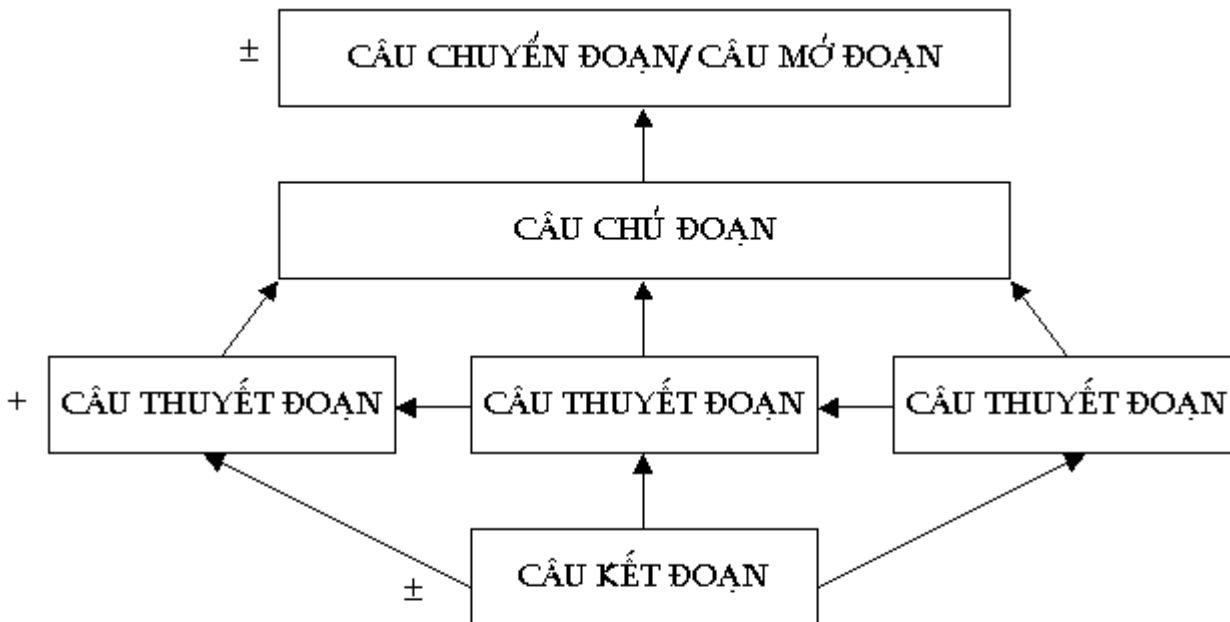 ± CÂU CHUYỂN ĐOẠN/ CÂU MỞ ĐOẠN
CÂU CHỦ ĐOẠN
+ CÂU THUYẾT ĐOẠN CÂU THUYẾT ĐOẠN CÂU THUYẾT ĐOẠN
± CÂU KẾT ĐOẠN